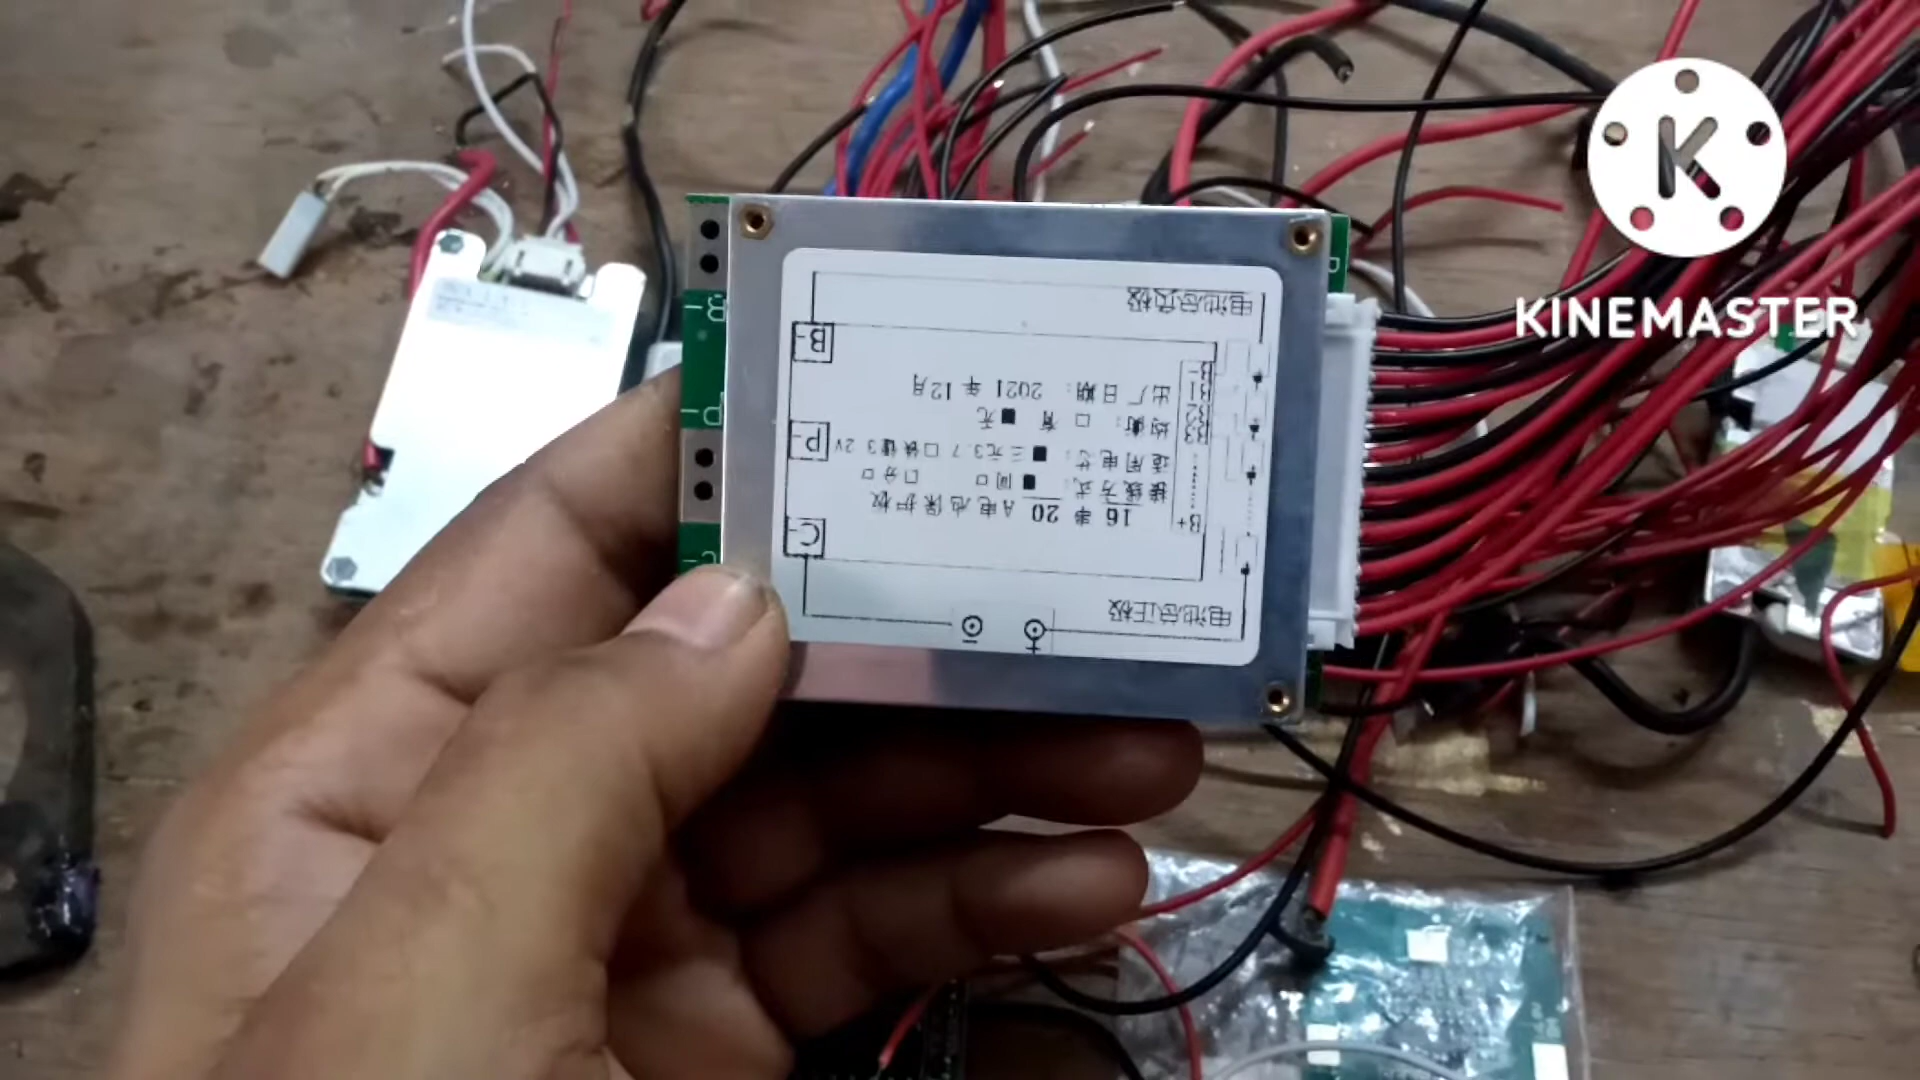 KINEMASTER
电池总正极
16 串 20 A 电池保护板
接线方式: ■ 同口 □分口
适用电芯: ■ 三元3.7 □铁锂3.2V
均衡: □ 有 ■ 无
出厂日期: 2021 年 12月
电池总负极
C-
P-
B-
B+
B3
B2
B1
B-
+
-
B-
P-
C-